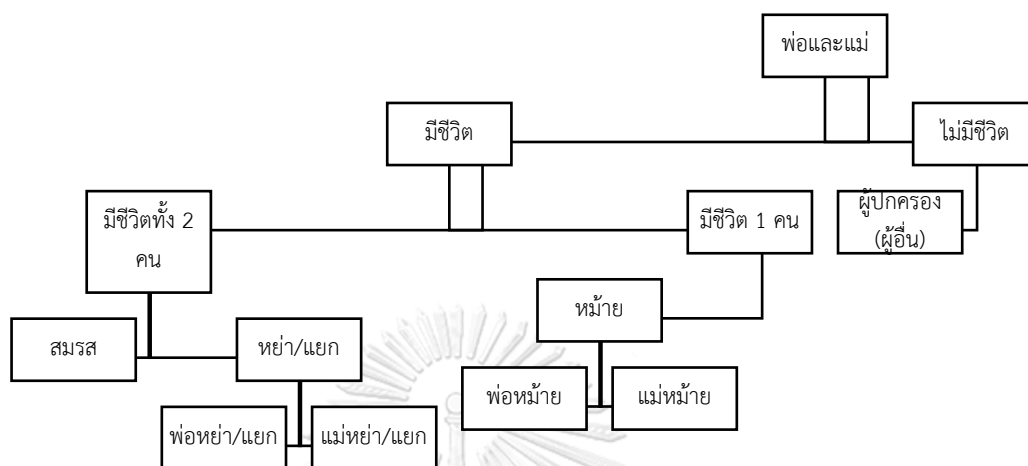 พ่อและแม่
มีชีวิต
ไม่มีชีวิต
มีชีวิตทั้ง 2
คน
มีชีวิต 1 คน
ผู้ปกครอง
(ผู้อื่น)
สมรส
หย่า/แยก
หม้าย
พ่อหย่า/แยก
แม่หย่า/แยก
พ่อหม้าย
แม่หม้าย